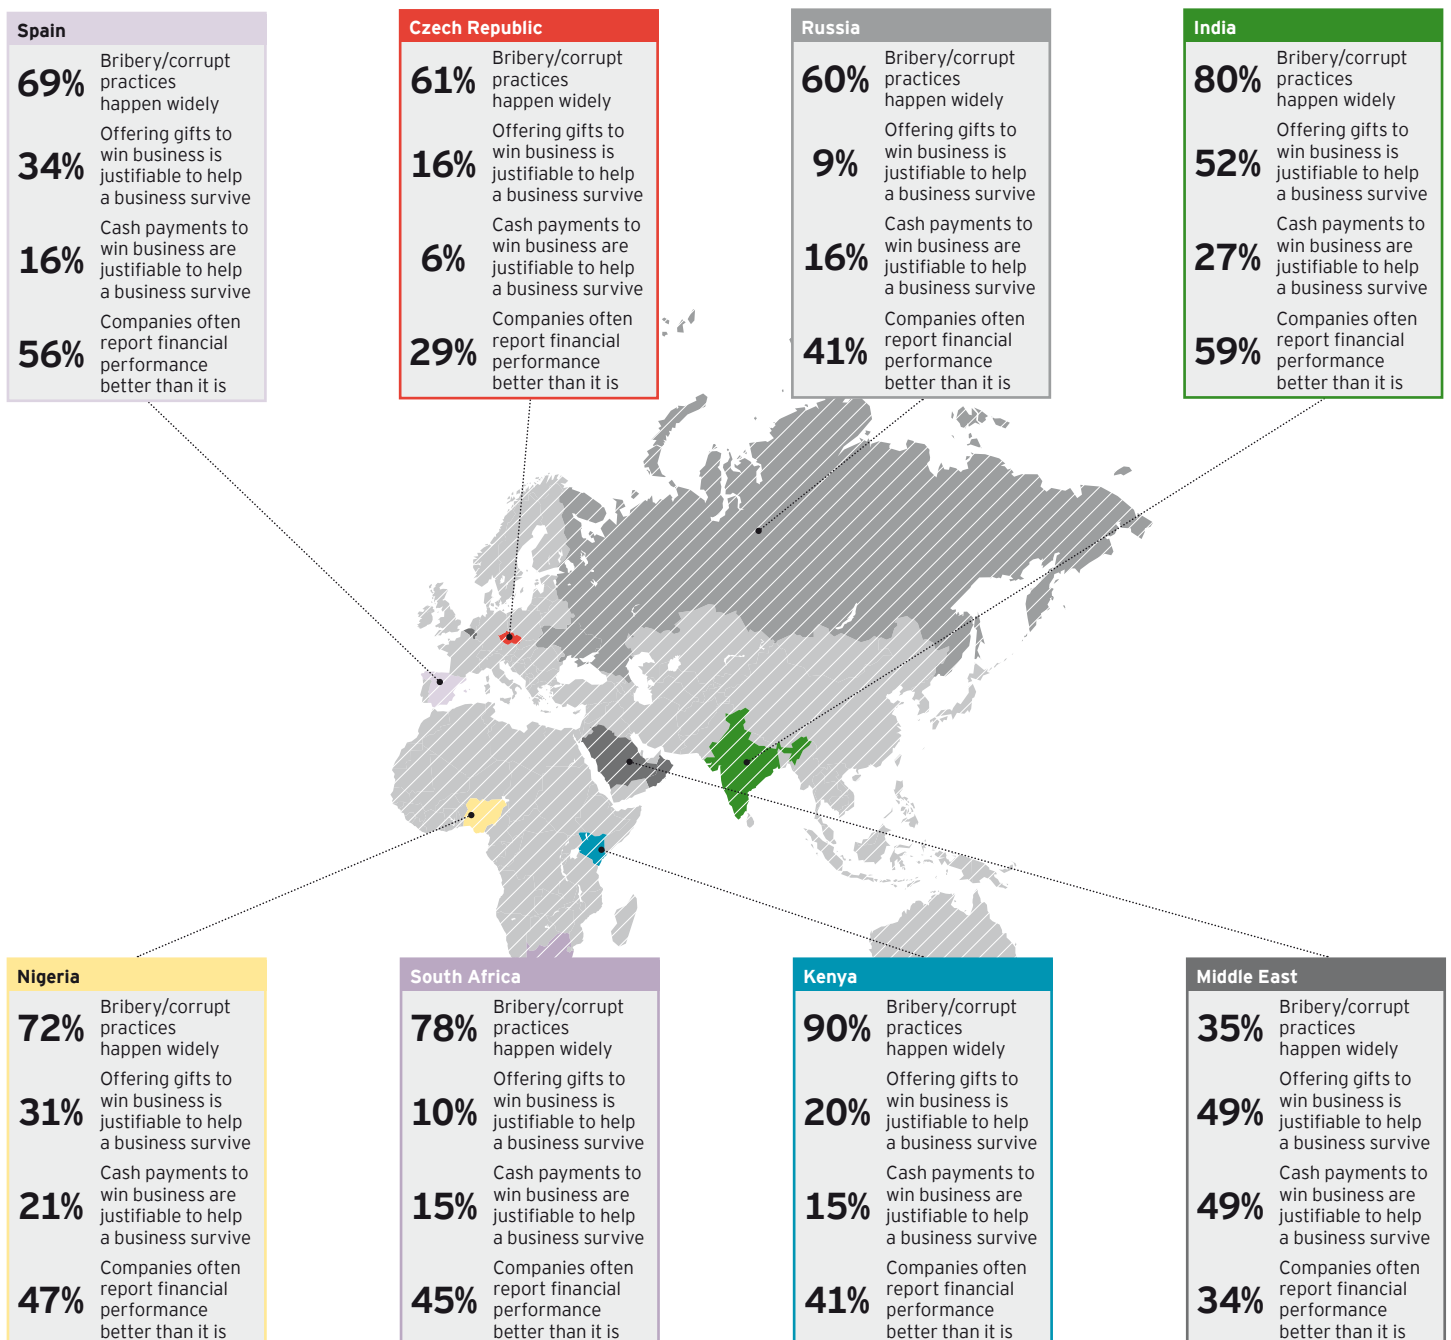 Spain
69%
Bribery/corrupt
practices
happen widely
34%
Offering gifts to
win business is
justifiable to help
a business survive
16%
Cash payments to
win business are
justifiable to help
a business survive
56%
Companies often
report financial
performance
better than it is
Czech Republic
61%
Bribery/corrupt
practices
happen widely
16%
Offering gifts to
win business is
justifiable to help
a business survive
6%
Cash payments to
win business are
justifiable to help
a business survive
29%
Companies often
report financial
performance
better than it is
Russia
60%
Bribery/corrupt
practices
happen widely
9%
Offering gifts to
win business is
justifiable to help
a business survive
16%
Cash payments to
win business are
justifiable to help
a business survive
41%
Companies often
report financial
performance
better than it is
India
80%
Bribery/corrupt
practices
happen widely
52%
Offering gifts to
win business is
justifiable to help
a business survive
27%
Cash payments to
win business are
justifiable to help
a business survive
59%
Companies often
report financial
performance
better than it is
Nigeria
72%
Bribery/corrupt
practices
happen widely
31%
Offering gifts to
win business is
justifiable to help
a business survive
21%
Cash payments to
win business are
justifiable to help
a business survive
47%
Companies often
report financial
performance
better than it is
South Africa
78%
Bribery/corrupt
practices
happen widely
10%
Offering gifts to
win business is
justifiable to help
a business survive
15%
Cash payments to
win business are
justifiable to help
a business survive
45%
Companies often
report financial
performance
better than it is
Kenya
90%
Bribery/corrupt
practices
happen widely
20%
Offering gifts to
win business is
justifiable to help
a business survive
15%
Cash payments to
win business are
justifiable to help
a business survive
41%
Companies often
report financial
performance
better than it is
Middle East
35%
Bribery/corrupt
practices
happen widely
49%
Offering gifts to
win business is
justifiable to help
a business survive
49%
Cash payments to
win business are
justifiable to help
a business survive
34%
Companies often
report financial
performance
better than it is